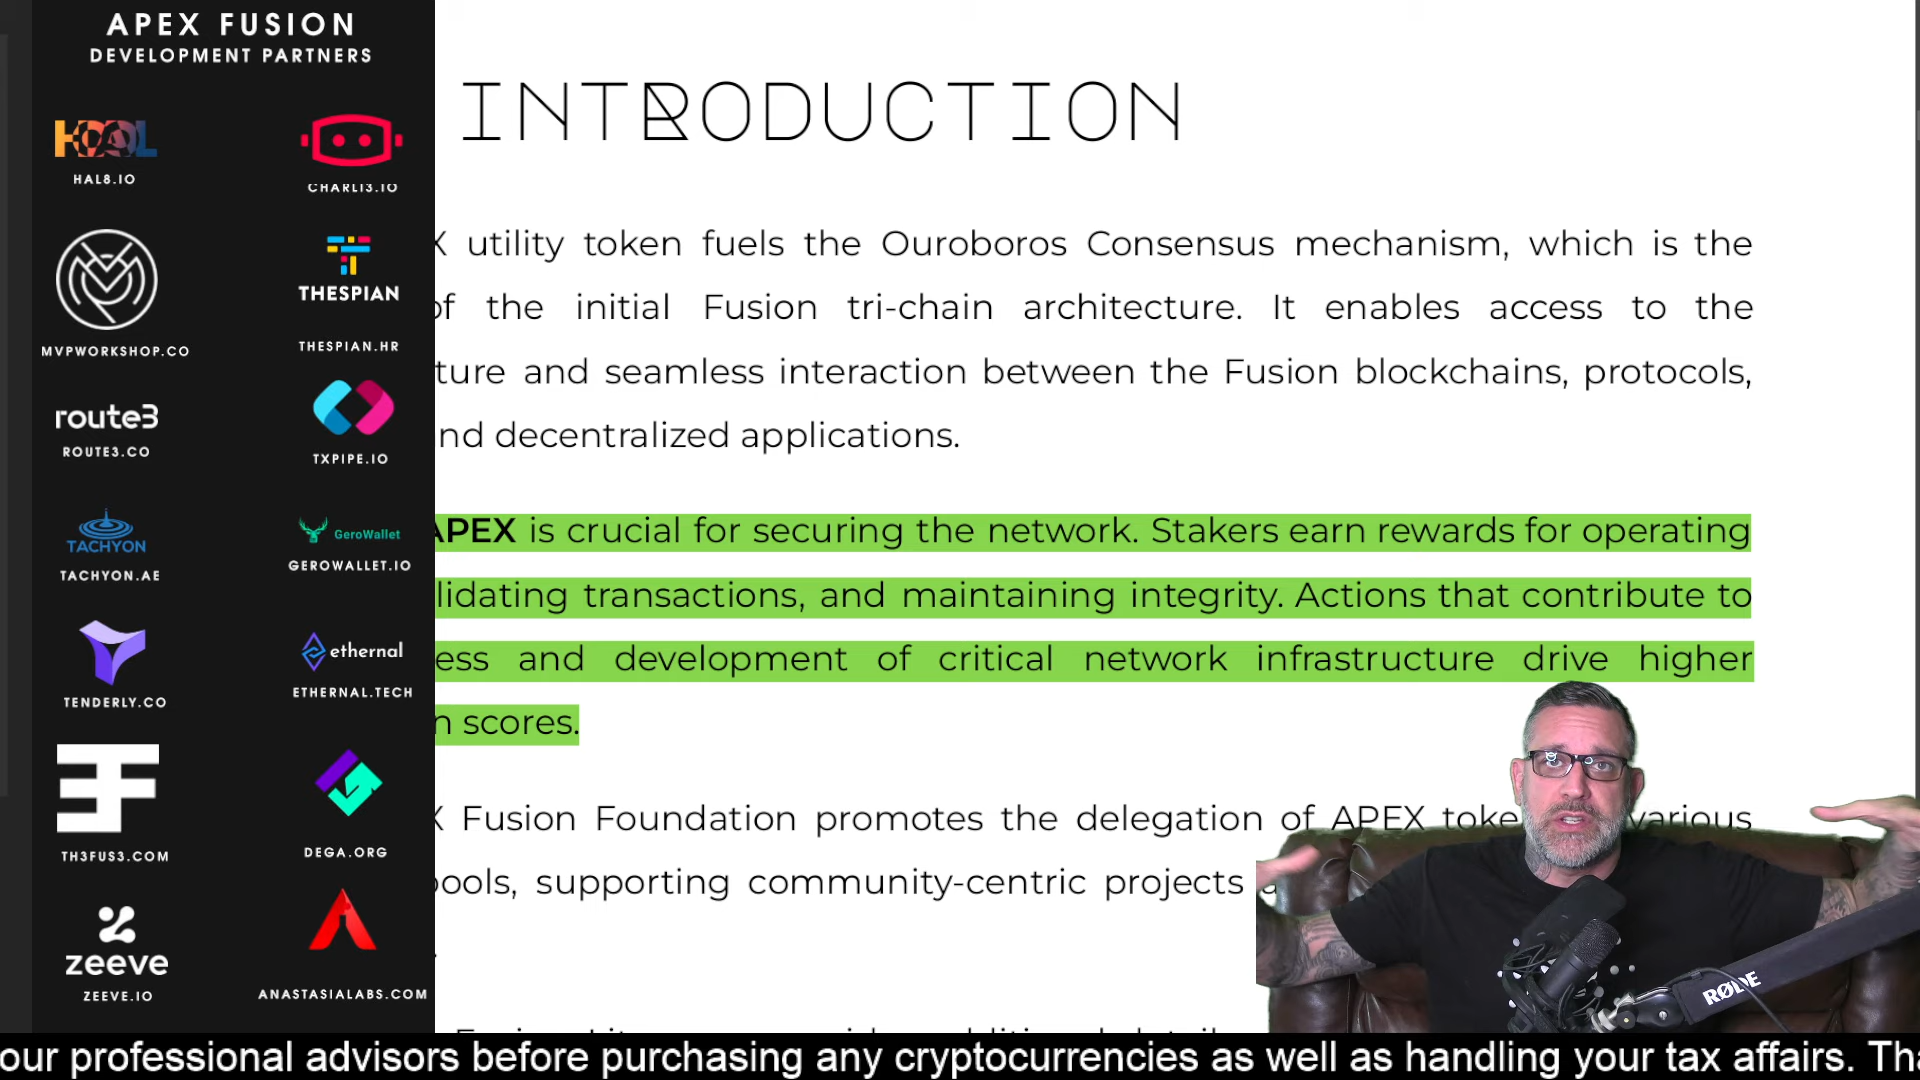 APEX FUSION
DEVELOPMENT PARTNERS
HAL8.IO
CHARLI3.IO
MVPWORKSHOP.CO
THESPIAN
THESPIAN.HR
route3
ROUTE3.CO
TXPIPE.IO
TACHYON
TACHYON.AE
GeroWallet
GEROWALLET.IO
TENDERLY.CO
ethernal
ETHERNAL.TECH
TH3FUS3.COM
DEGA.ORG
zeeve
ZEEVE.IO
ANASTASIALABS.COM
INTRODUCTION
X utility token fuels the Ouroboros Consensus mechanism, which is the
of the initial Fusion tri-chain architecture. It enables access to the
ture and seamless interaction between the Fusion blockchains, protocols,
nd decentralized applications.
APEX is crucial for securing the network. Stakers earn rewards for operating
lidating transactions, and maintaining integrity. Actions that contribute to
ess and development of critical network infrastructure drive higher
n scores.
X Fusion Foundation promotes the delegation of APEX toke various
pools, supporting community-centric projects
RØDE
our professional advisors before purchasing any cryptocurrencies as well as handling your tax affairs. Tha